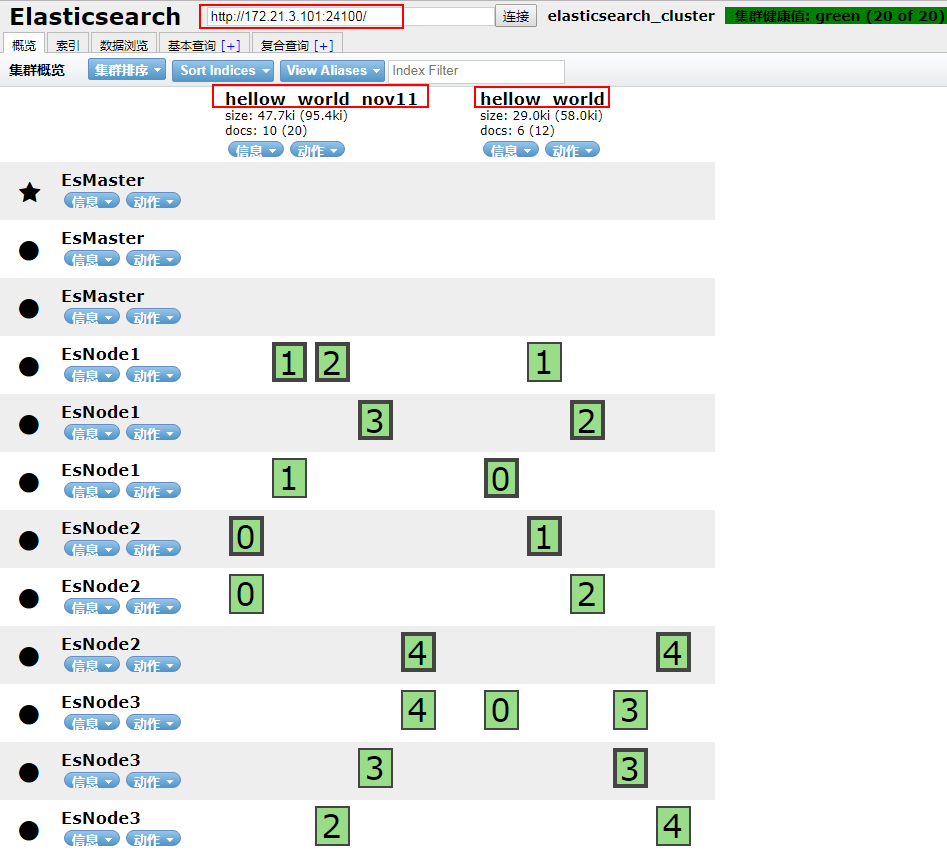 Elasticsearch http://172.21.3.101:24100/ 连接 elasticsearch_cluster 集群健康值: green (20 of 20)
概览 索引 数据浏览 基本查询 [+] 复合查询 [+]
集群概览 集群排序 Sort Indices View Aliases Index Filter
hellow_world_nov11 hellow_world
size: 47.7ki (95.4ki) size: 29.0ki (58.0ki)
docs: 10 (20) docs: 6 (12)
信息 动作 信息 动作
EsMaster
信息 动作
EsMaster
信息 动作
EsMaster
信息 动作
EsNode1 1 2 1
信息 动作
EsNode1 3 2
信息 动作
EsNode1 1 0
信息 动作
EsNode2 0 1
信息 动作
EsNode2 0 2
信息 动作
EsNode2 4 4
信息 动作
EsNode3 4 0 3
信息 动作
EsNode3 3 3
信息 动作
EsNode3 2 4
信息 动作